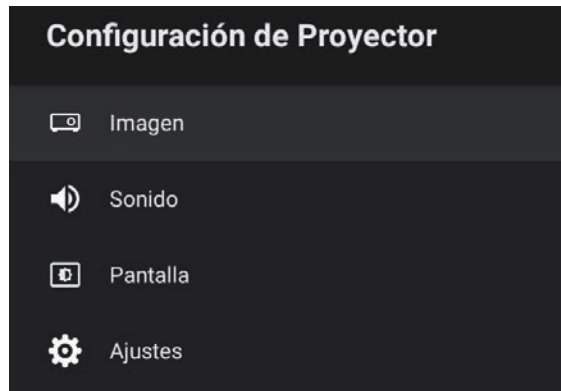 Configuración de Proyector
Imagen
Sonido
Pantalla
Ajustes